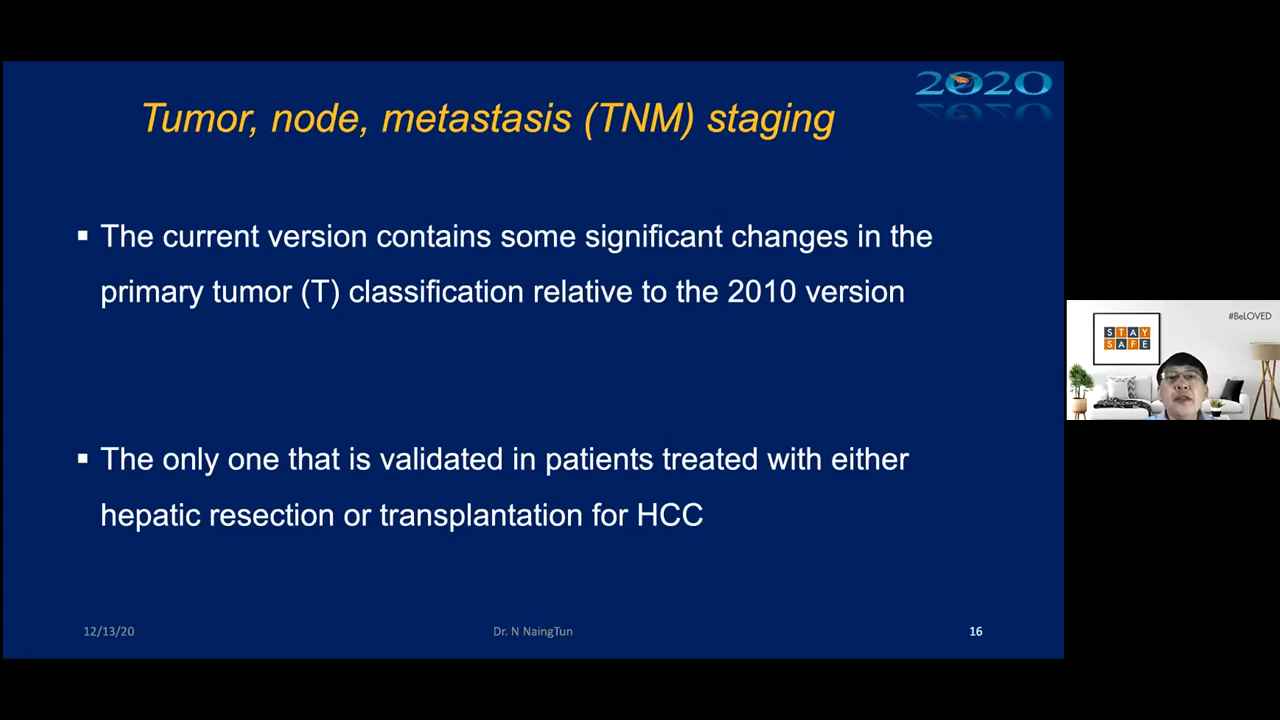 2020
Tumor, node, metastasis (TNM) staging
▪ The current version contains some significant changes in the
primary tumor (T) classification relative to the 2010 version
▪ The only one that is validated in patients treated with either
hepatic resection or transplantation for HCC
12/13/20
Dr. N NaingTun
16
#BeLOVED
STAY
SAFE